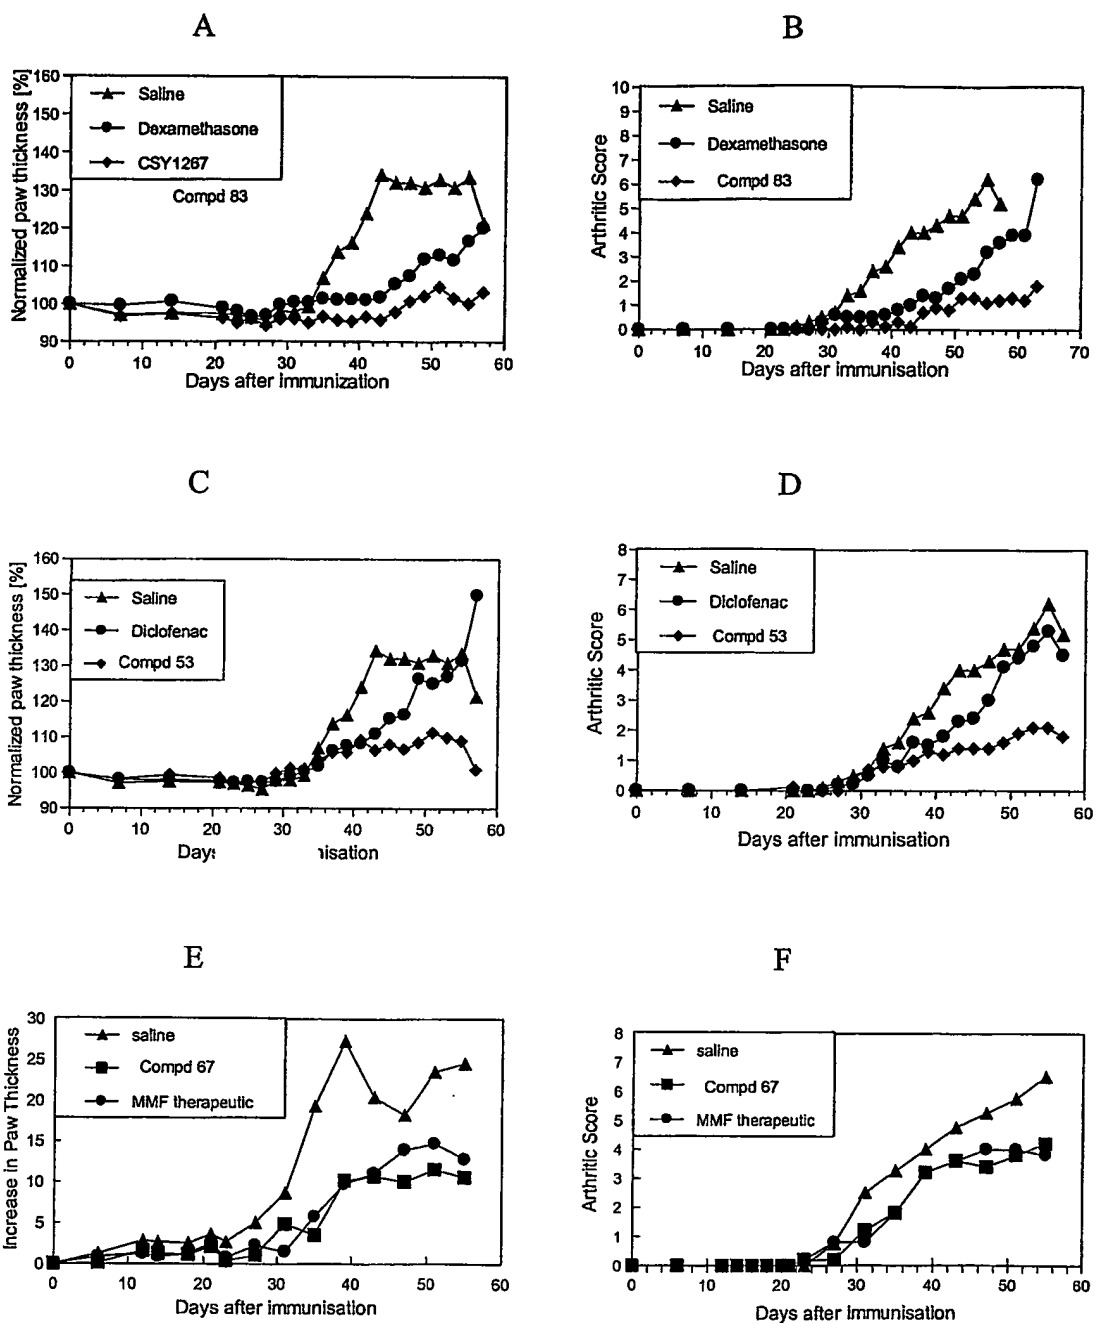 A
Normalized paw thickness [%]
160
150
140
130
120
110
100
90
Saline
Dexamethasone
CSY1267
Compd 83
0 10 20 30 40 50 60
Days after immunization
B
Arthritic Score
10
9
8
7
6
5
4
3
2
1
0
Saline
Dexamethasone
Compd 83
0 10 20 30 40 50 60 70
Days after immunisation
C
Normalized paw thickness [%]
160
150
140
130
120
110
100
90
Saline
Diclofenac
Compd 53
0 10 20 30 40 50 60
Days nisation
D
Arthritic Score
8
7
6
5
4
3
2
1
0
Saline
Diclofenac
Compd 53
0 10 20 30 40 50 60
Days after immunisation
E
Increase in Paw Thickness
30
25
20
15
10
5
0
saline
Compd 67
MMF therapeutic
0 10 20 30 40 50 60
Days after immunisation
F
Arthritic Score
8
7
6
5
4
3
2
1
0
saline
Compd 67
MMF therapeutic
0 10 20 30 40 50 60
Days after immunisation